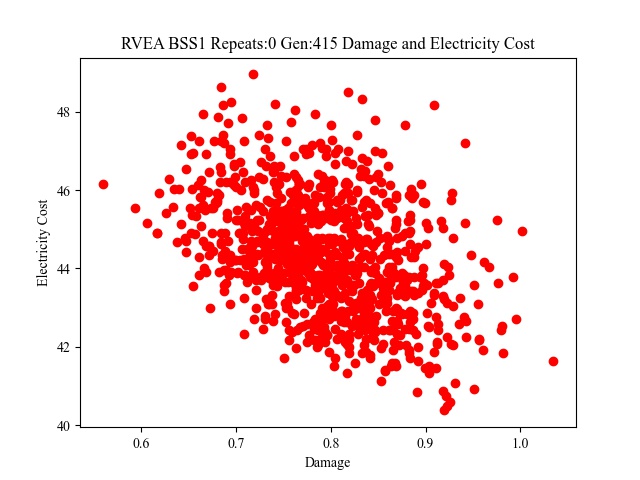 RVEA BSS1 Repeats:0 Gen:415 Damage and Electricity Cost
48
46
44
42
40
Electricity Cost
0.6 0.7 0.8 0.9 1.0
Damage